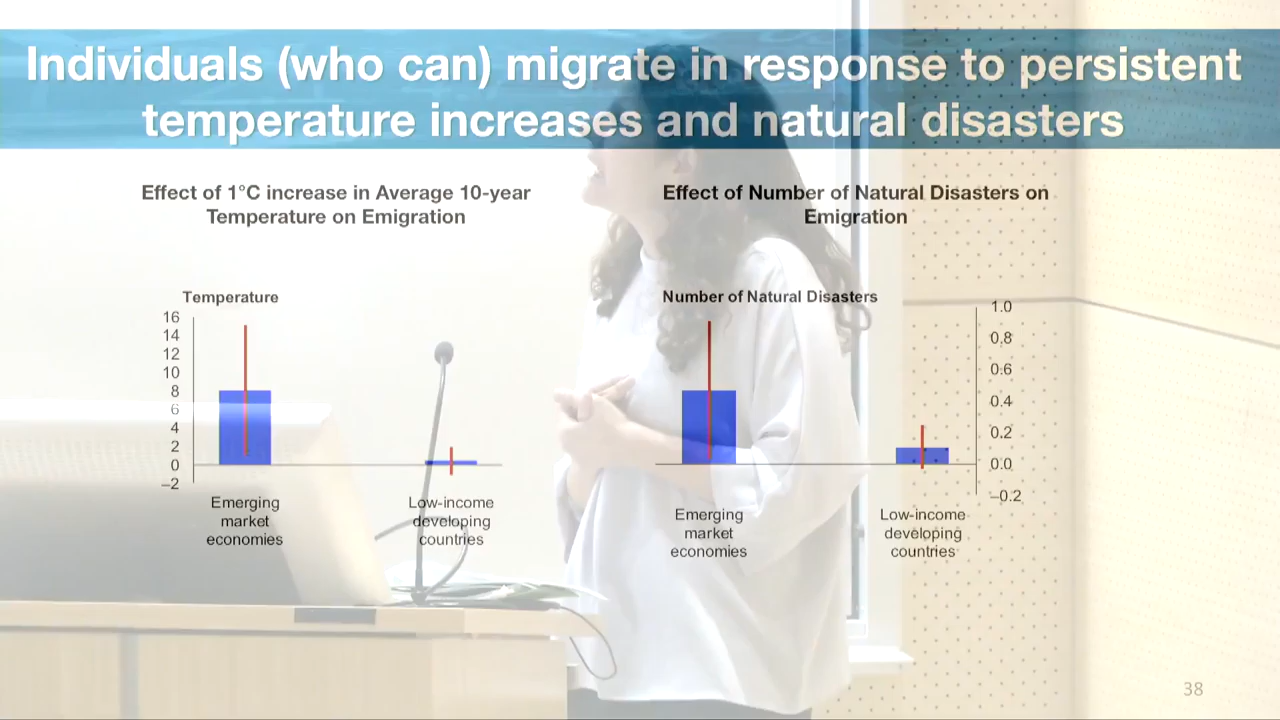 Individuals (who can) migrate in response to persistent
temperature increases and natural disasters
Effect of 1°C increase in Average 10-year
Temperature on Emigration
Temperature
16
14
12
10
8
6
4
2
0
–2
Emerging
market
economies
Low-income
developing
countries
Effect of Number of Natural Disasters on
Emigration
Number of Natural Disasters
1.0
0.8
0.6
0.4
0.2
0.0
–0.2
Emerging
market
economies
Low-income
developing
countries
38